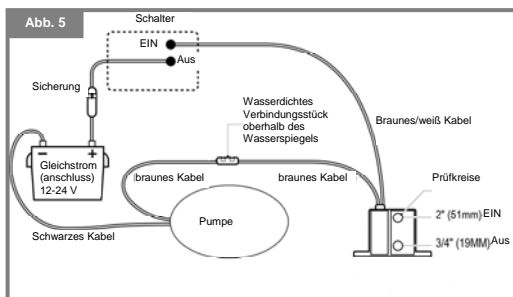 Abb. 5
Schalter
EIN
Aus
Sicherung
Wasserdichtes
Verbindungsstück
oberhalb des
Wasserspiegels
Braunes/weiß Kabel
– +
Gleichstrom
(anschluss)
12-24 V
braunes Kabel
braunes Kabel
Prüfkreise
Pumpe
2" (51mm) EIN
3/4" (19MM) Aus
Schwarzes Kabel